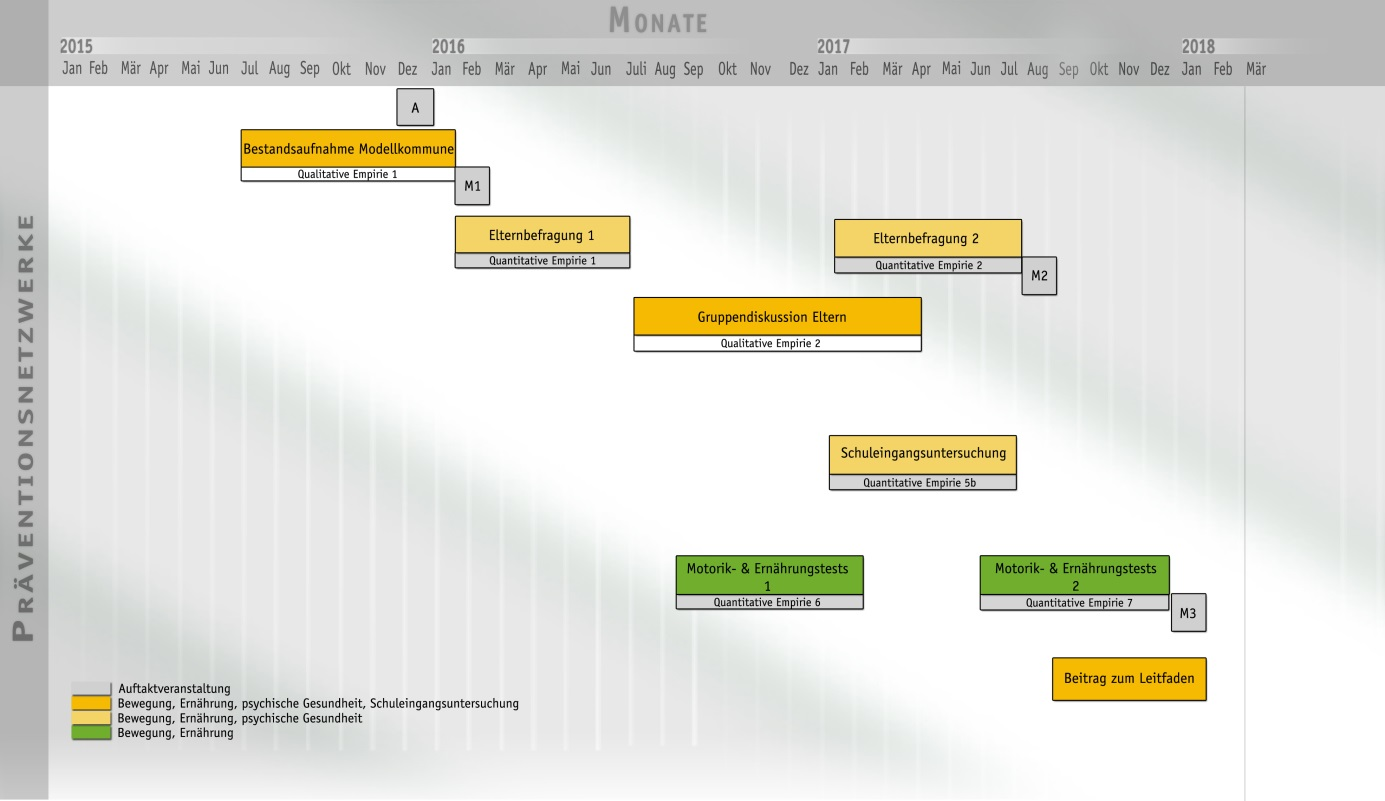 MONATE
2015 2016 2017 2018
Jan Feb Mär Apr Mai Jun Jul Aug Sep Okt Nov Dez Jan Feb Mär Apr Mai Jun Juli Aug Sep Okt Nov Dez Jan Feb Mär Apr Mai Jun Jul Aug Sep Okt Nov Dez Jan Feb Mär
PRÄVENTIONSNETZWERKE
A
Bestandsaufnahme Modellkommune
Qualitative Empirie 1
M1
Elternbefragung 1
Quantitative Empirie 1
Elternbefragung 2
Quantitative Empirie 2
M2
Gruppendiskussion Eltern
Qualitative Empirie 2
Schuleingangsuntersuchung
Quantitative Empirie 5b
Motorik- & Ernährungstests
1
Quantitative Empirie 6
Motorik- & Ernährungstests
2
Quantitative Empirie 7
M3
Beitrag zum Leitfaden
Auftaktveranstaltung
Bewegung, Ernährung, psychische Gesundheit, Schuleingangsuntersuchung
Bewegung, Ernährung, psychische Gesundheit
Bewegung, Ernährung